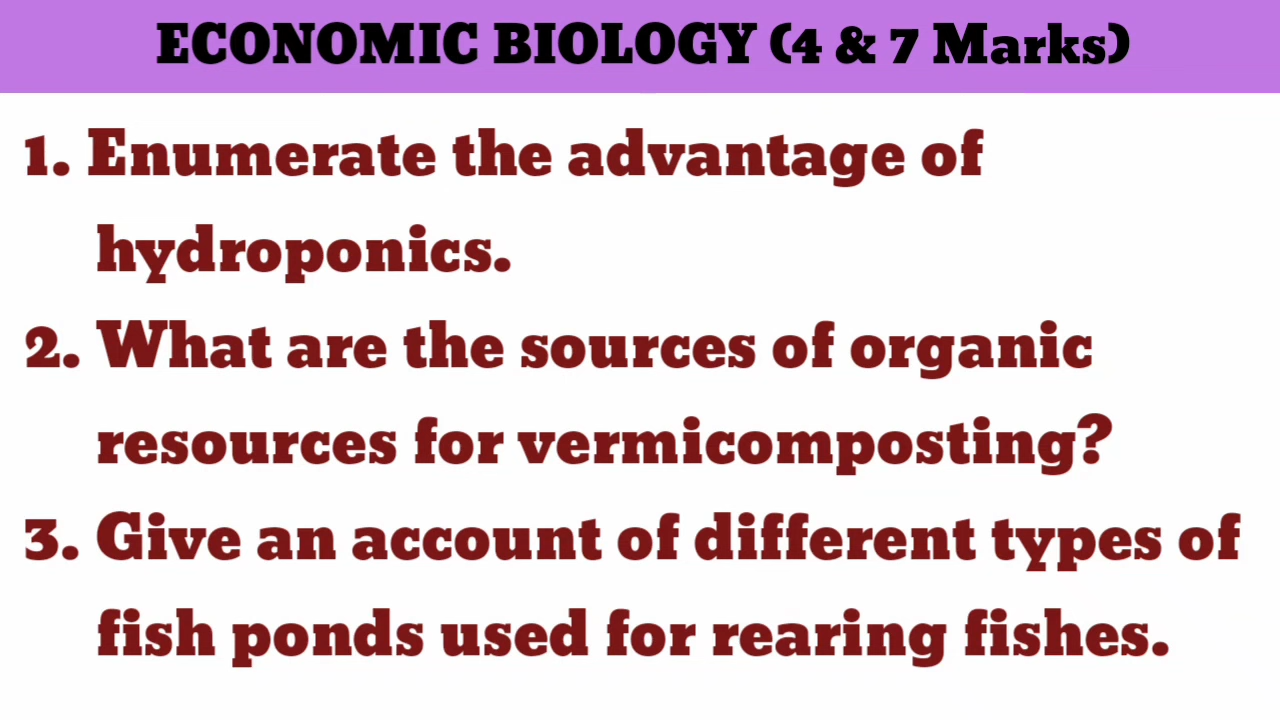 ECONOMIC BIOLOGY (4 & 7 Marks)
1. Enumerate the advantage of
hydroponics.
2. What are the sources of organic
resources for vermicomposting?
3. Give an account of different types of
fish ponds used for rearing fishes.